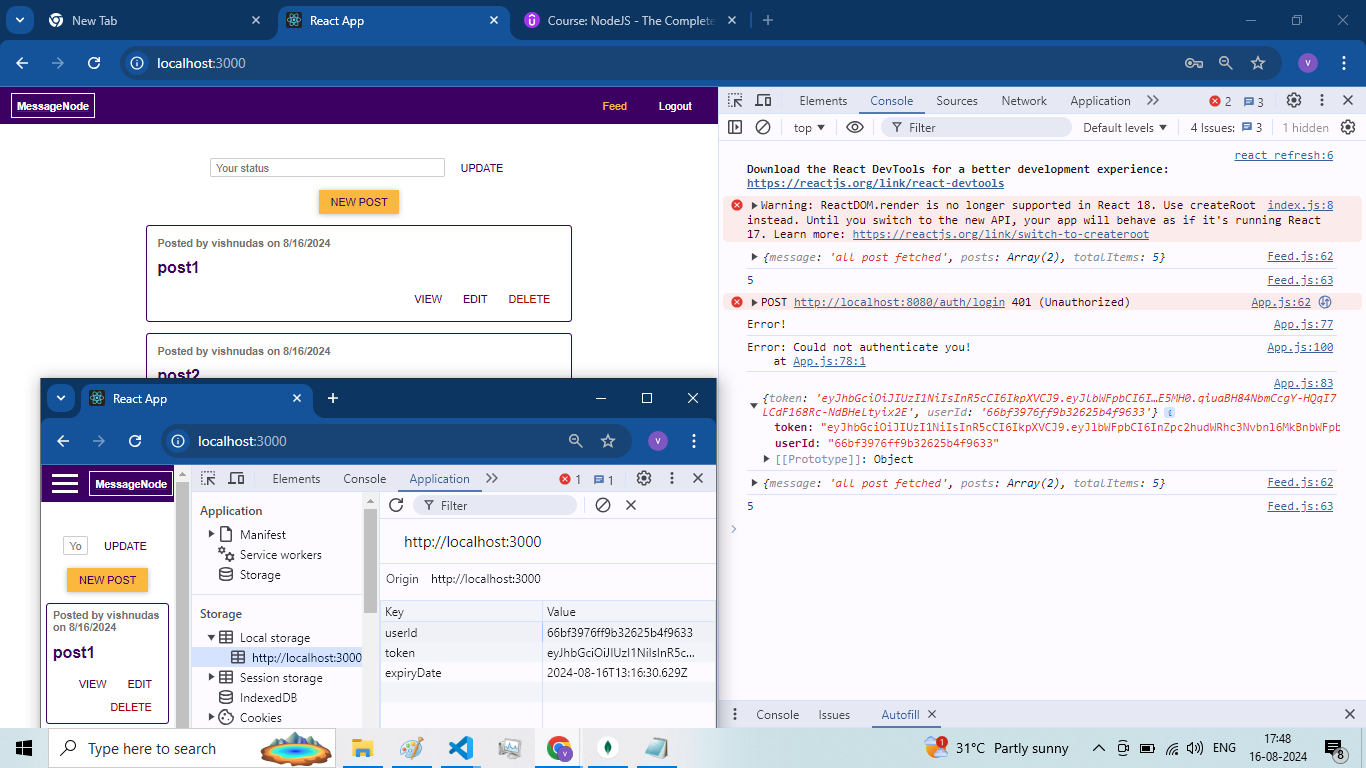 New Tab
React App
Course: NodeJS - The Complete
localhost:3000
V
MessageNode
Feed
Logout
Your status
UPDATE
NEW POST
Posted by vishnudas on 8/16/2024
post1
VIEW
EDIT
DELETE
Posted by vishnudas on 8/16/2024
post2
Elements
Console
Sources
Network
Application
2
3
top
Filter
Default levels
4 Issues:
3
1 hidden
react refresh:6
Download the React DevTools for a better development experience:
https://reactjs.org/link/react-devtools
Warning: ReactDOM.render is no longer supported in React 18. Use createRoot
index.js:8
instead. Until you switch to the new API, your app will behave as if it's running React
17. Learn more: https://reactjs.org/link/switch-to-createroot
{message: 'all post fetched', posts: Array(2), totalItems: 5}
Feed.js:62
5
Feed.js:63
POST http://localhost:8080/auth/login 401 (Unauthorized)
App.js:62
Error!
App.js:77
Error: Could not authenticate you!
App.js:100
at App.js:78:1
App.js:83
{token: 'eyJhbGciOiJIUzI1NiIsInR5cCI6IkpXVCJ9.eyJlbWFpbCI6I…E5MH0.qiuaBH84NbmCcgY-HQqI7
LCdF168Rc-NdBHeLtyix2E', userId: '66bf3976ff9b32625b4f9633'}
token: "eyJhbGciOiJIUzI1NiIsInR5cCI6IkpXVCJ9.eyJlbWFpbCI6InZpc2hudWRhc3Nvbnl6MkBnbWFpb
userId: "66bf3976ff9b32625b4f9633"
[[Prototype]]: Object
{message: 'all post fetched', posts: Array(2), totalItems: 5}
Feed.js:62
5
Feed.js:63
Console
Issues
Autofill
React App
localhost:3000
V
MessageNode
Yo
UPDATE
NEW POST
Posted by vishnudas
on 8/16/2024
post1
VIEW
EDIT
DELETE
Elements
Console
Application
1
1
Application
Manifest
Service workers
Storage
Storage
Local storage
http://localhost:3000
Session storage
IndexedDB
Cookies
Filter
http://localhost:3000
Origin
http://localhost:3000
Key
Value
userId
66bf3976ff9b32625b4f9633
token
eyJhbGciOiJIUzI1NiIsInR5c...
expiryDate
2024-08-16T13:16:30.629Z
Type here to search
V
1
31°C Partly sunny
ENG
17:48
16-08-2024
8